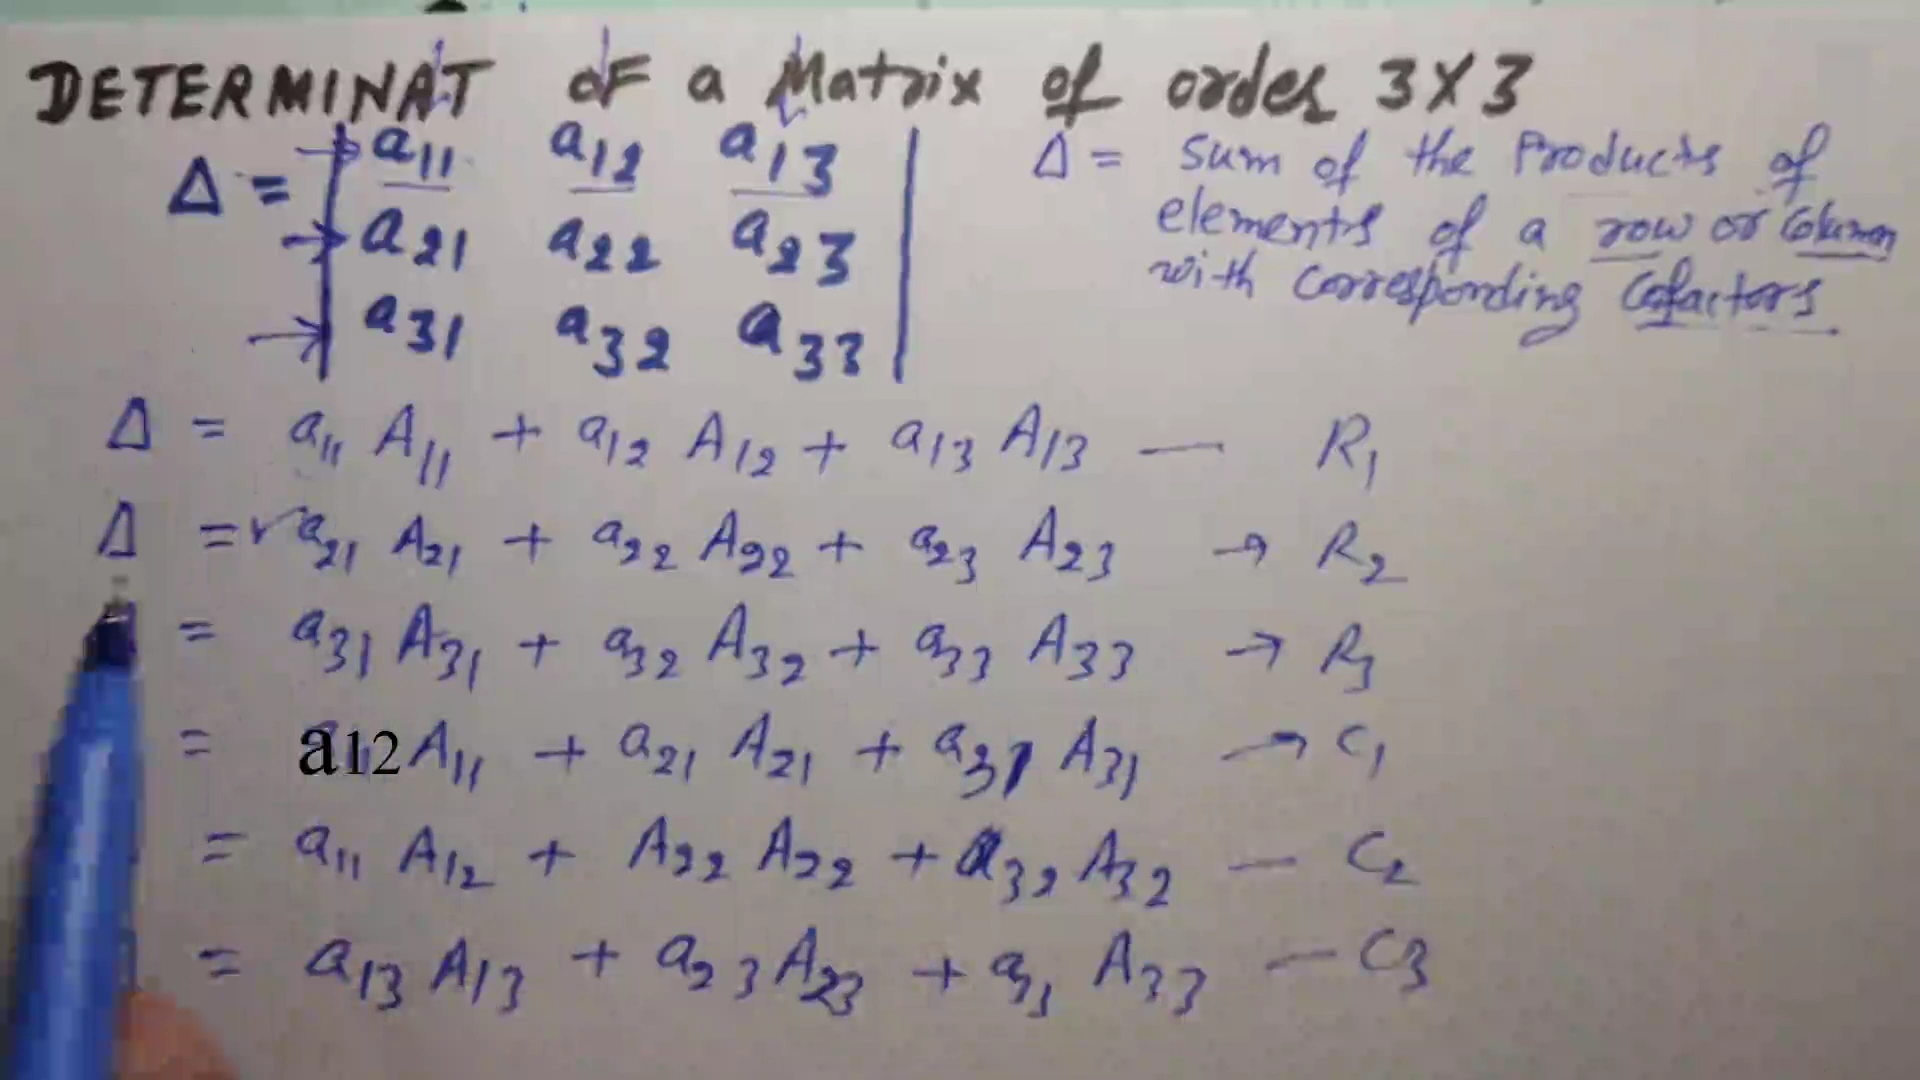 DETERMINAT OF a Matrix of order 3X3
Δ = a11 a12 a13
a21 a22 a23
a31 a32 a33
Δ = Sum of the Products of
elements of a row or Column
with Corresponding Cofactors.
Δ = a11 A11 + a12 A12 + a13 A13 — R1
Δ = a21 A21 + a22 A22 + a23 A23 → R2
= a31 A31 + a32 A32 + a33 A33 → R3
= a12 A11 + a21 A21 + a31 A31 → C1
= a11 A12 + A22 A22 + a32 A32 — C2
= a13 A13 + a23 A23 + a31 A33 — C3